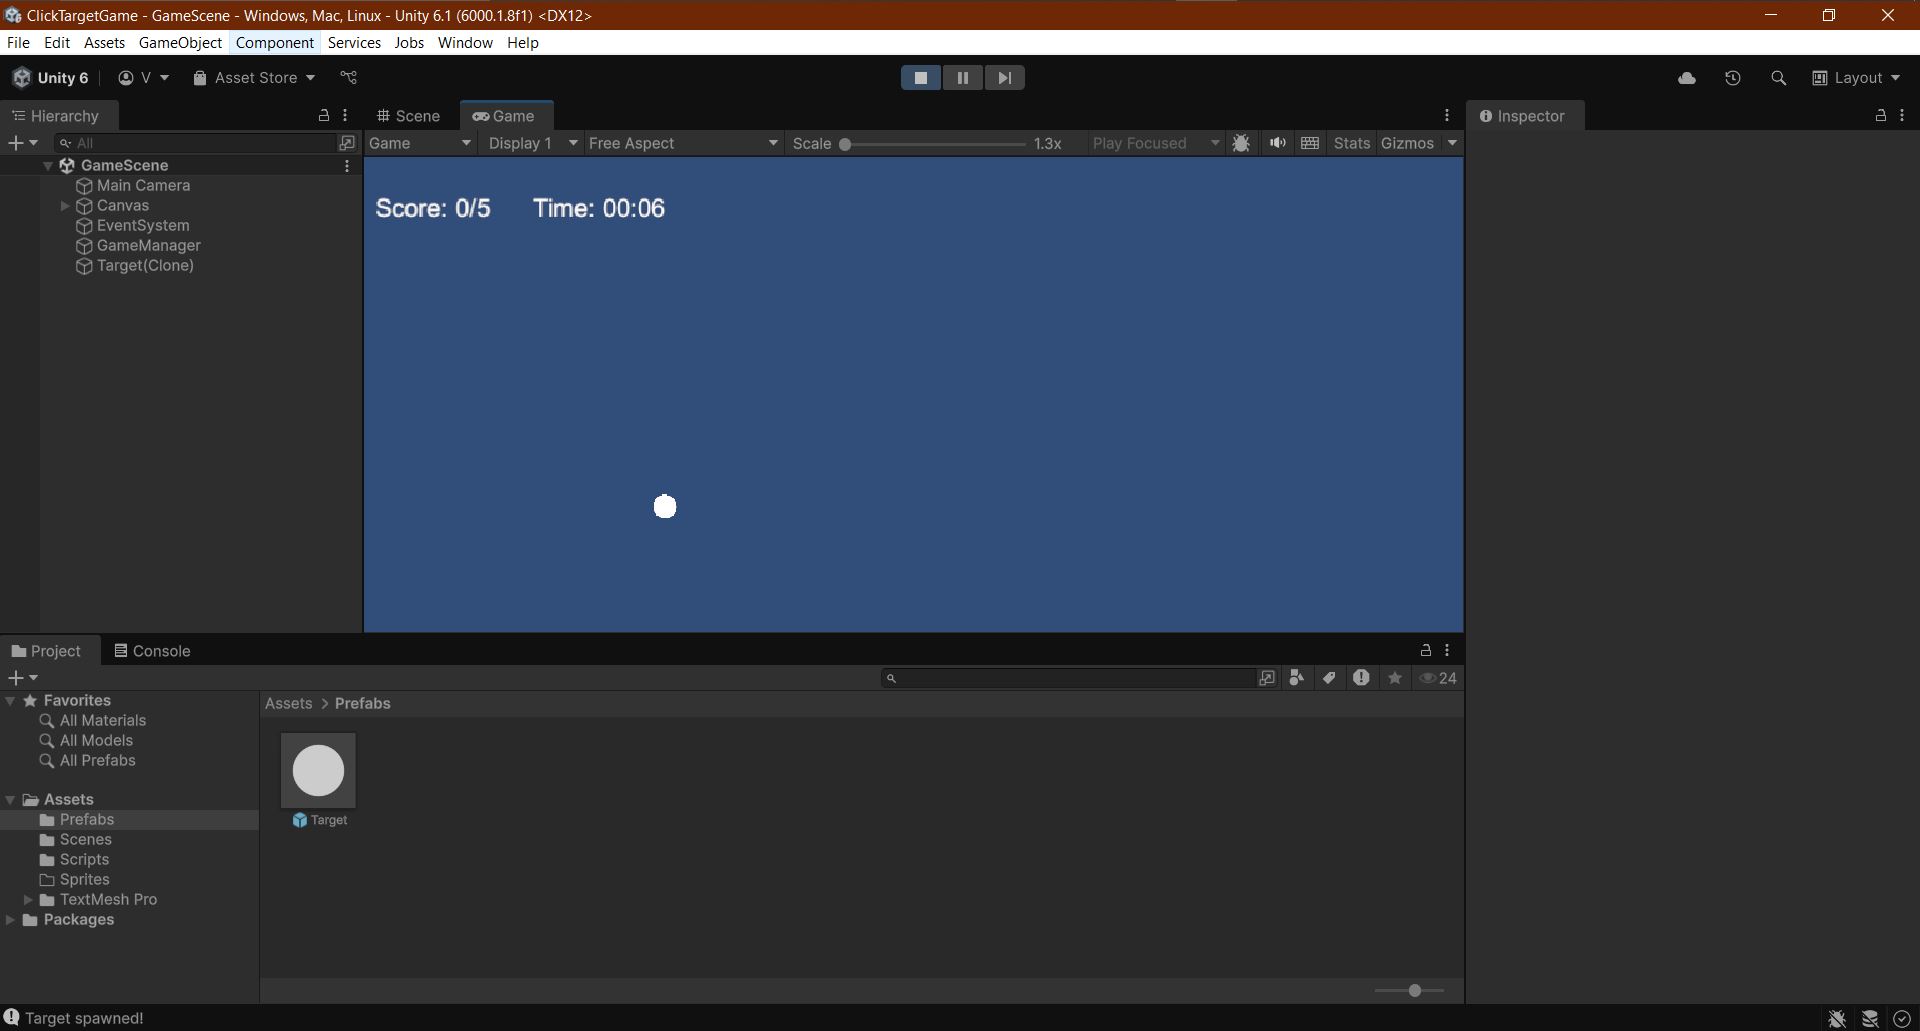 ClickTargetGame - GameScene - Windows, Mac, Linux - Unity 6.1 (6000.1.8f1) <DX12>
File Edit Assets GameObject Component Services Jobs Window Help
Unity 6 V Asset Store Layout
Hierarchy Scene Game Inspector
All Game Display 1 Free Aspect Scale 1.3x Play Focused Stats Gizmos
GameScene
Main Camera
Canvas
EventSystem
GameManager
Target(Clone)
Score: 0/5 Time: 00:06
Project Console
24
Favorites
All Materials
All Models
All Prefabs
Assets
Prefabs
Scenes
Scripts
Sprites
TextMesh Pro
Packages
Assets > Prefabs
Target
Target spawned!